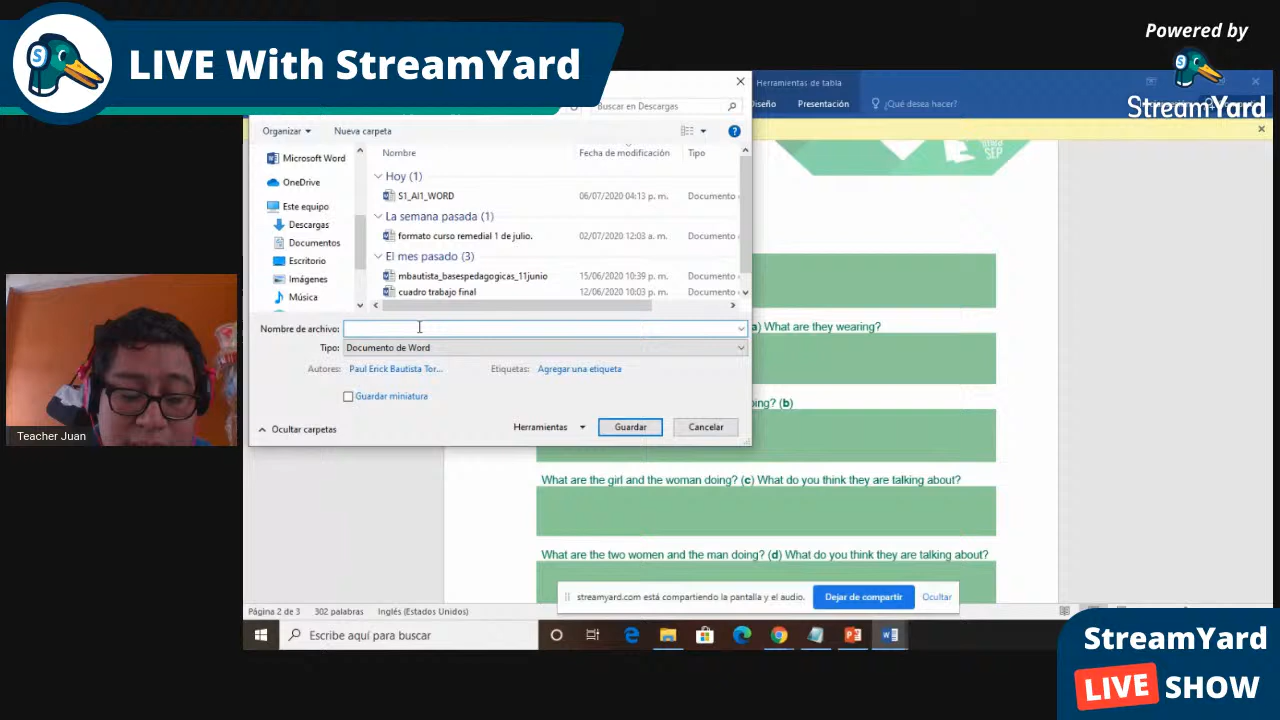 LIVE With StreamYard
Powered by
StreamYard
Herramientas de tabla
Buscar en Descargas
Diseño
Presentación
¿Qué desea hacer?
Organizar
Nueva carpeta
Nombre
Fecha de modificación
Tipo
Microsoft Word
OneDrive
Este equipo
Descargas
Documentos
Escritorio
Imágenes
Música
Hoy (1)
S1_AI1_WORD 06/07/2020 04:13 p. m. Documento
La semana pasada (1)
formato curso remedial 1 de julio. 02/07/2020 12:03 a. m. Documento
El mes pasado (3)
mbautista_basespedagogicas_11junio 15/06/2020 10:39 p. m. Documento
cuadro trabajo final 12/06/2020 10:03 p. m. Documento
SEP
Nombre de archivo:
Tipo: Documento de Word
Autores: Paul Erick Bautista Tor...
Etiquetas: Agregar una etiqueta
Guardar miniatura
Ocultar carpetas
Herramientas
Guardar
Cancelar
a) What are they wearing?
(b)
What are the girl and the woman doing? (c) What do you think they are talking about?
What are the two women and the man doing? (d) What do you think they are talking about?
Teacher Juan
streamyard.com está compartiendo la pantalla y el audio.
Dejar de compartir
Ocultar
Página 2 de 3
302 palabras
Inglés (Estados Unidos)
Escribe aquí para buscar
StreamYard
LIVE SHOW